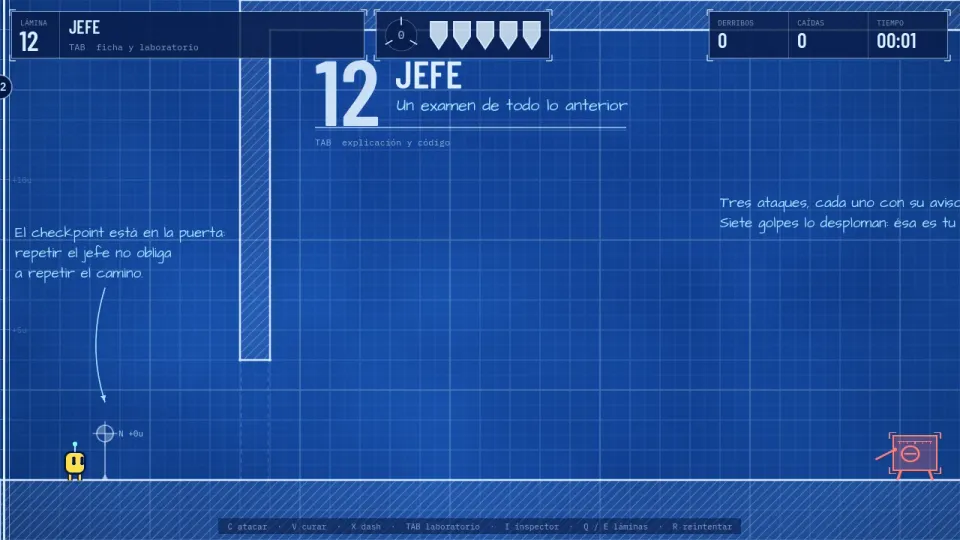 LÁMINA
12
JEFE
TAB ficha y laboratorio
0
DERRIBOS
0
CAÍDAS
0
TIEMPO
00:01
2
12
JEFE
Un examen de todo lo anterior
TAB explicación y código
+10u
Tres ataques, cada uno con su aviso
Siete golpes lo desploman: ésa es tu
El checkpoint está en la puerta:
repetir el jefe no obliga
a repetir el camino.
+5u
N +0u
C atacar · V curar · X dash · TAB laboratorio · I inspector · Q / E láminas · R reintentar